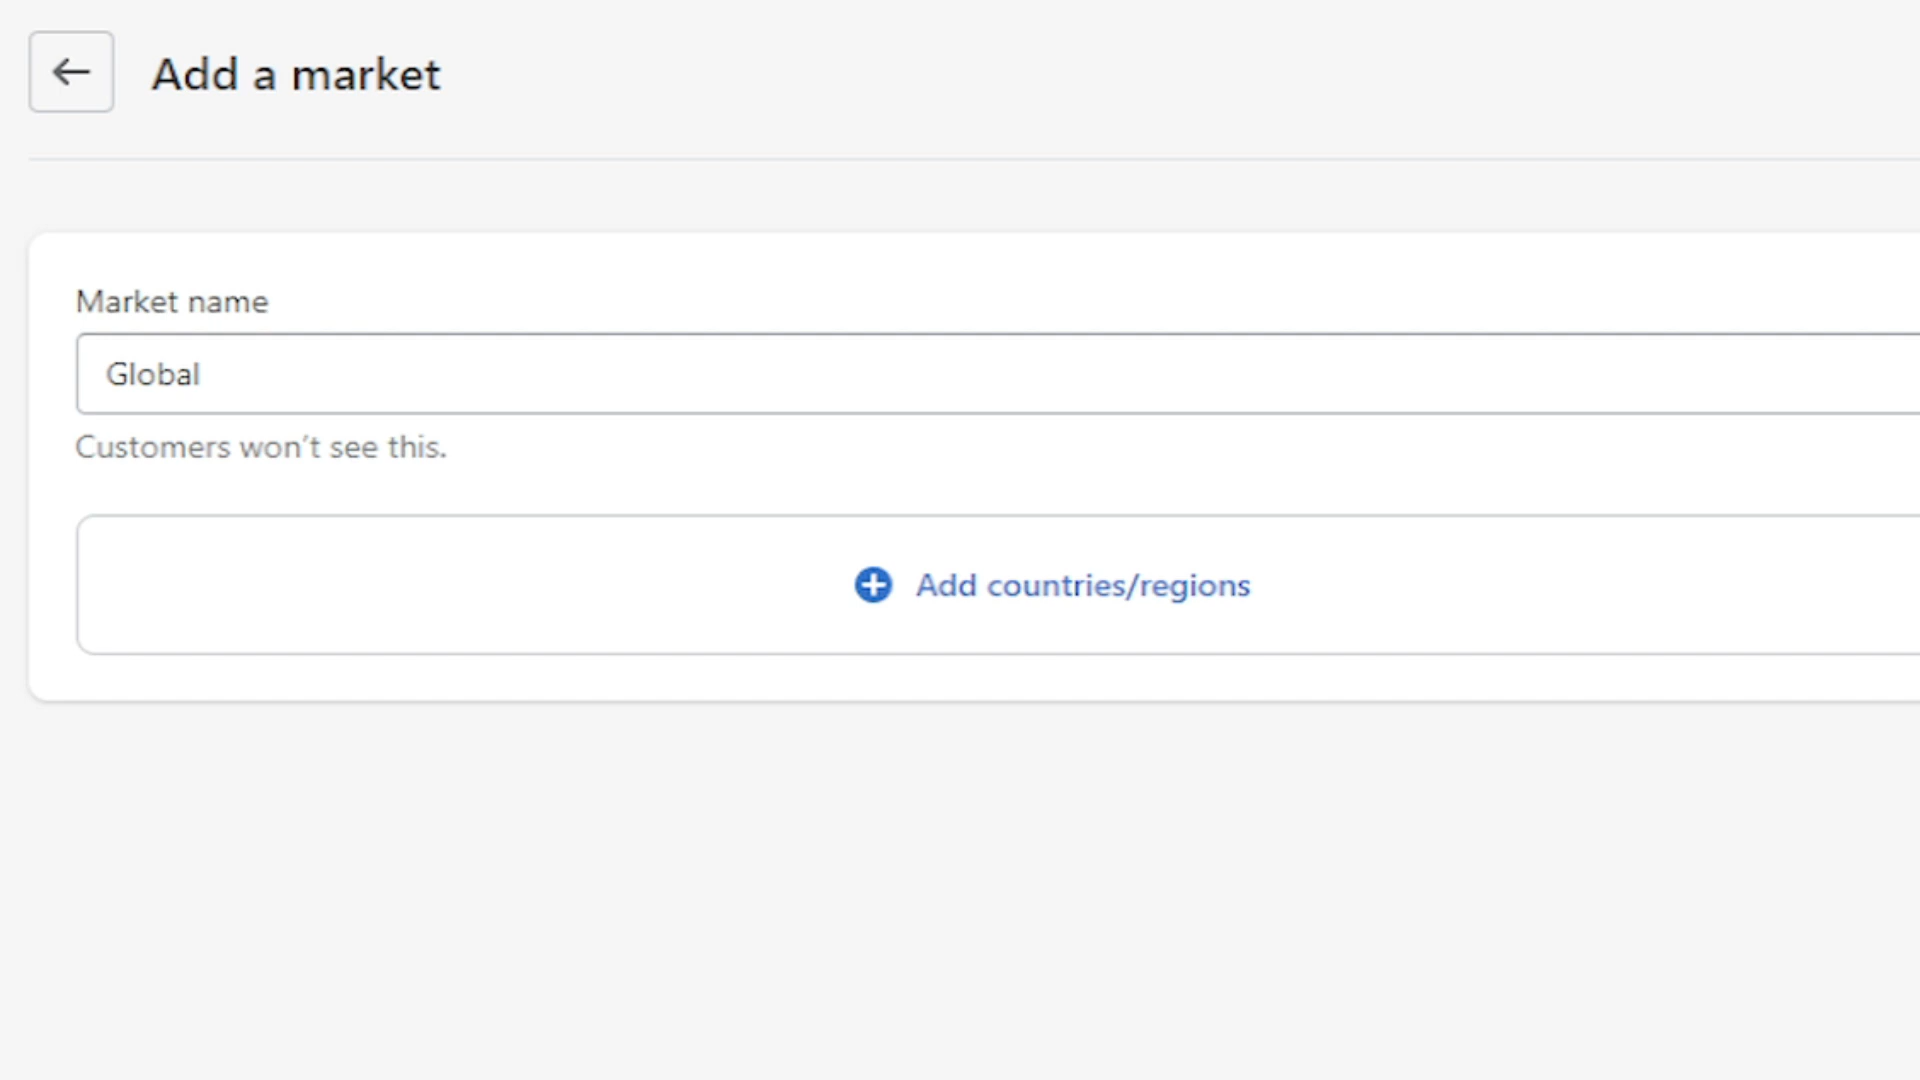 Add a market
Market name
Global
Customers won’t see this.
Add countries/regions